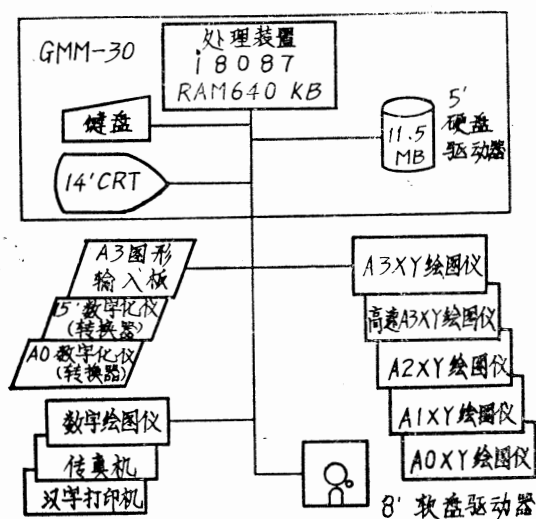 GMM-30
处理装置
i8087
RAM640 KB
键盘
14'CRT
11.5
MB
5'
硬盘
驱动器
A3图形
输入板
15'数字化仪
(转换器)
A0数字化仪
(转换器)
数字绘图仪
传真机
汉字打印机
A3XY绘图仪
高速A3XY绘图仪
A2XY绘图仪
A1XY绘图仪
A0XY绘图仪
8'软盘驱动器